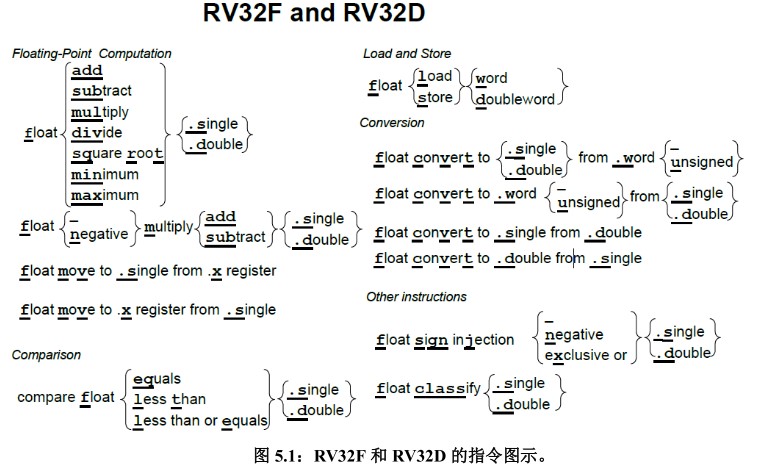 RV32F and RV32D
Floating-Point Computation
float
add
subtract
multiply
divide
square root
minimum
maximum
.single
.double
float
–
negative
multiply
add
subtract
.single
.double
float move to .single from .x register
float move to .x register from .single
Comparison
compare float
equals
less than
less than or equals
.single
.double
Load and Store
float
load
store
word
doubleword
Conversion
float convert to
.single
.double
from .word
–
unsigned
float convert to .word
–
unsigned
from
.single
.double
float convert to .single from .double
float convert to .double from .single
Other instructions
float sign injection
–
negative
exclusive or
.single
.double
float classify
.single
.double
图 5.1：RV32F 和 RV32D 的指令图示。